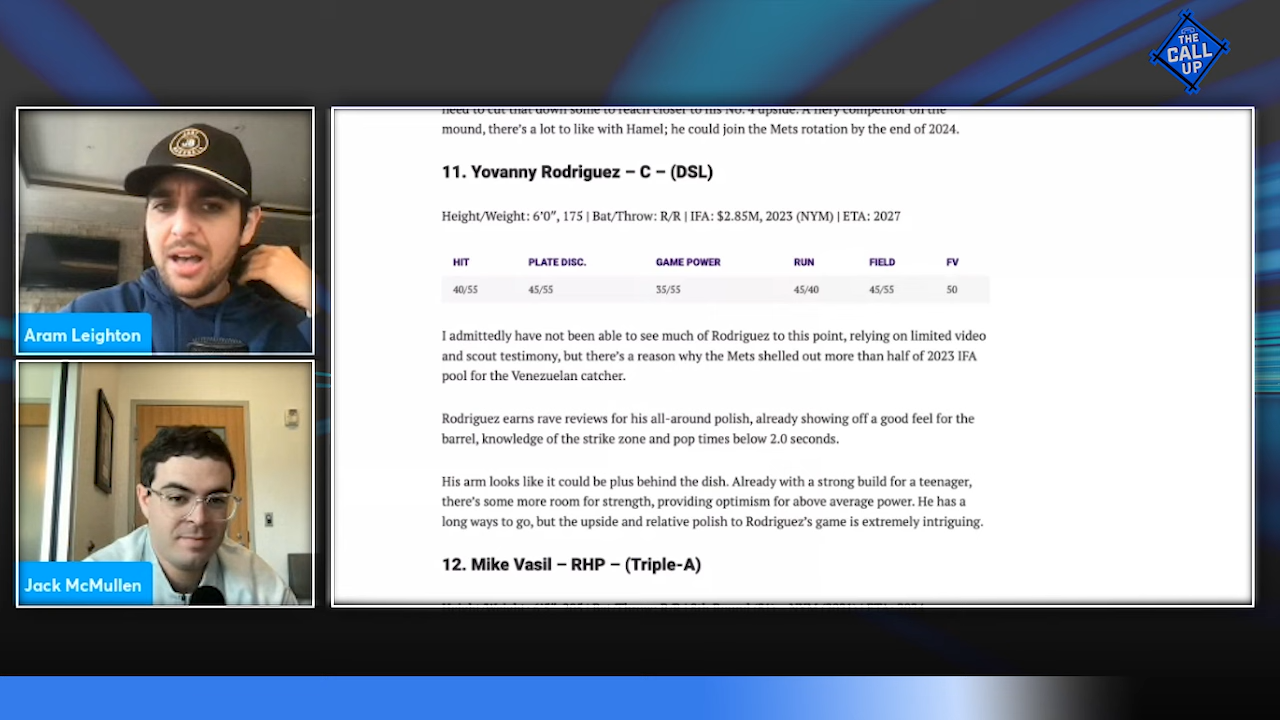 THE
CALL
UP
Aram Leighton
Jack McMullen
need to cut that down some to reach closer to his No. 4 upside. A fiery competitor on the
mound, there's a lot to like with Hamel; he could join the Mets rotation by the end of 2024.
11. Yovanny Rodriguez – C – (DSL)
Height/Weight: 6'0″, 175 | Bat/Throw: R/R | IFA: $2.85M, 2023 (NYM) | ETA: 2027
HIT PLATE DISC. GAME POWER RUN FIELD FV
40/55 45/55 35/55 45/40 45/55 50
I admittedly have not been able to see much of Rodriguez to this point, relying on limited video
and scout testimony, but there's a reason why the Mets shelled out more than half of 2023 IFA
pool for the Venezuelan catcher.
Rodriguez earns rave reviews for his all-around polish, already showing off a good feel for the
barrel, knowledge of the strike zone and pop times below 2.0 seconds.
His arm looks like it could be plus behind the dish. Already with a strong build for a teenager,
there's some more room for strength, providing optimism for above average power. He has a
long ways to go, but the upside and relative polish to Rodriguez's game is extremely intriguing.
12. Mike Vasil – RHP – (Triple-A)